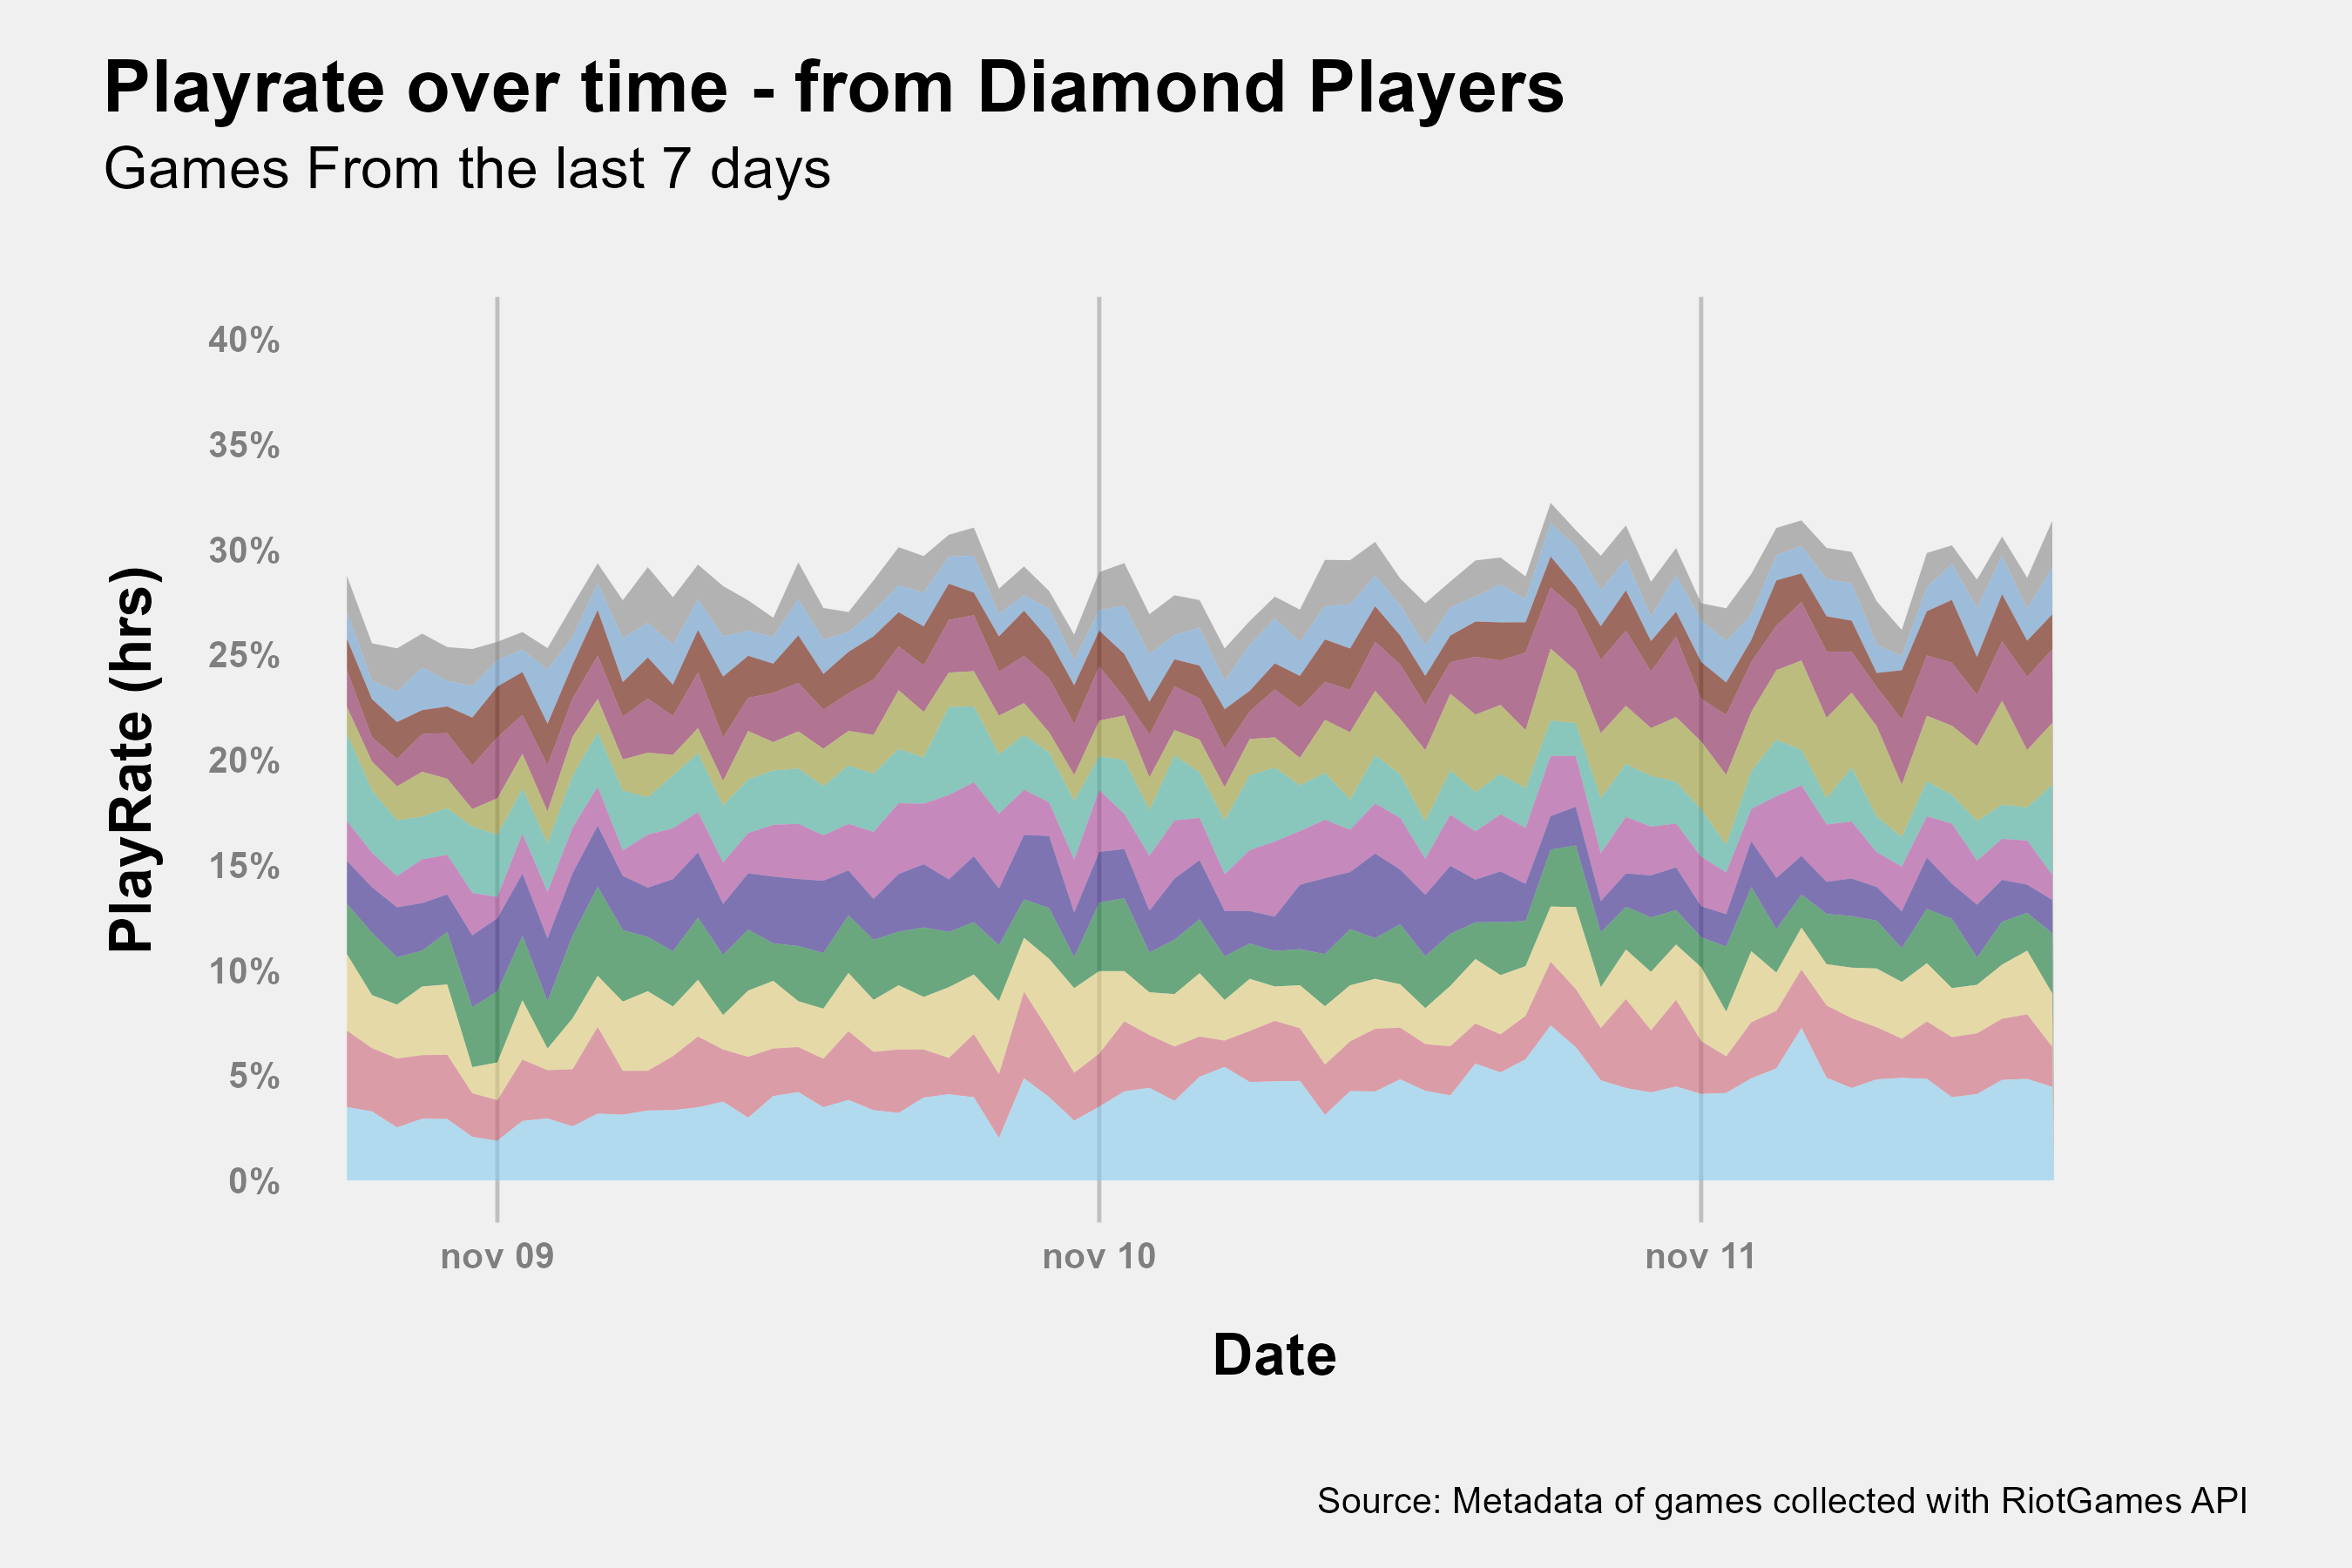 Playrate over time - from Diamond Players
Games From the last 7 days
40%
35%
30%
25%
20%
15%
10%
5%
0%
PlayRate (hrs)
nov 09
nov 10
nov 11
Date
Source: Metadata of games collected with RiotGames API